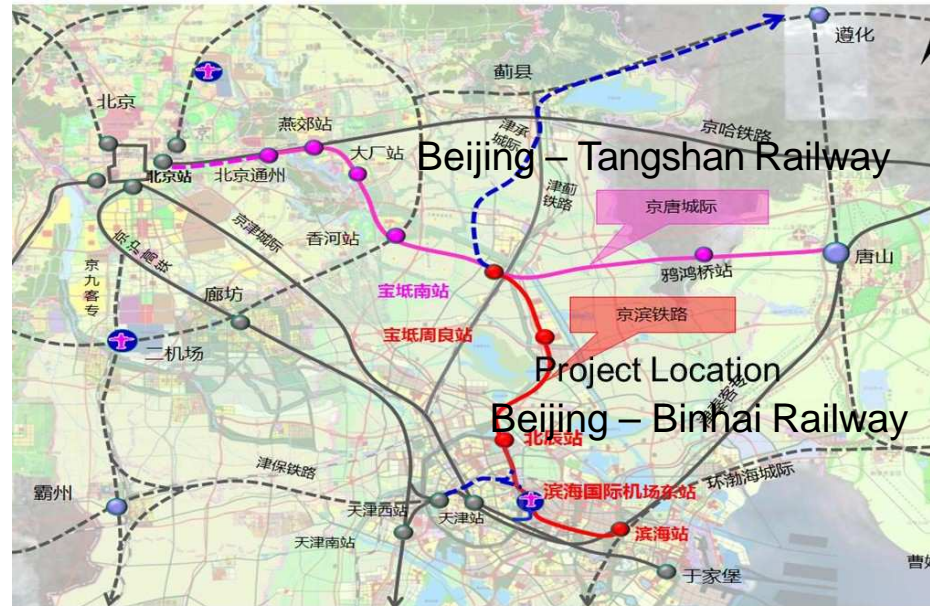 遵化
蓟县
北京
燕郊站
大厂站
津承
城际
京哈铁路
Beijing – Tangshan Railway
北京站
北京通州
津蓟
铁路
京唐城际
京津城际
香河站
唐山
鸦鸿桥站
京九客专
廊坊
宝坻南站
京滨铁路
宝坻周良站
二机场
Project Location
Beijing – Binhai Railway
北辰站
津保铁路
环渤海城际
霸州
滨海国际机场东站
天津西站
天津站
滨海站
天津南站
于家堡